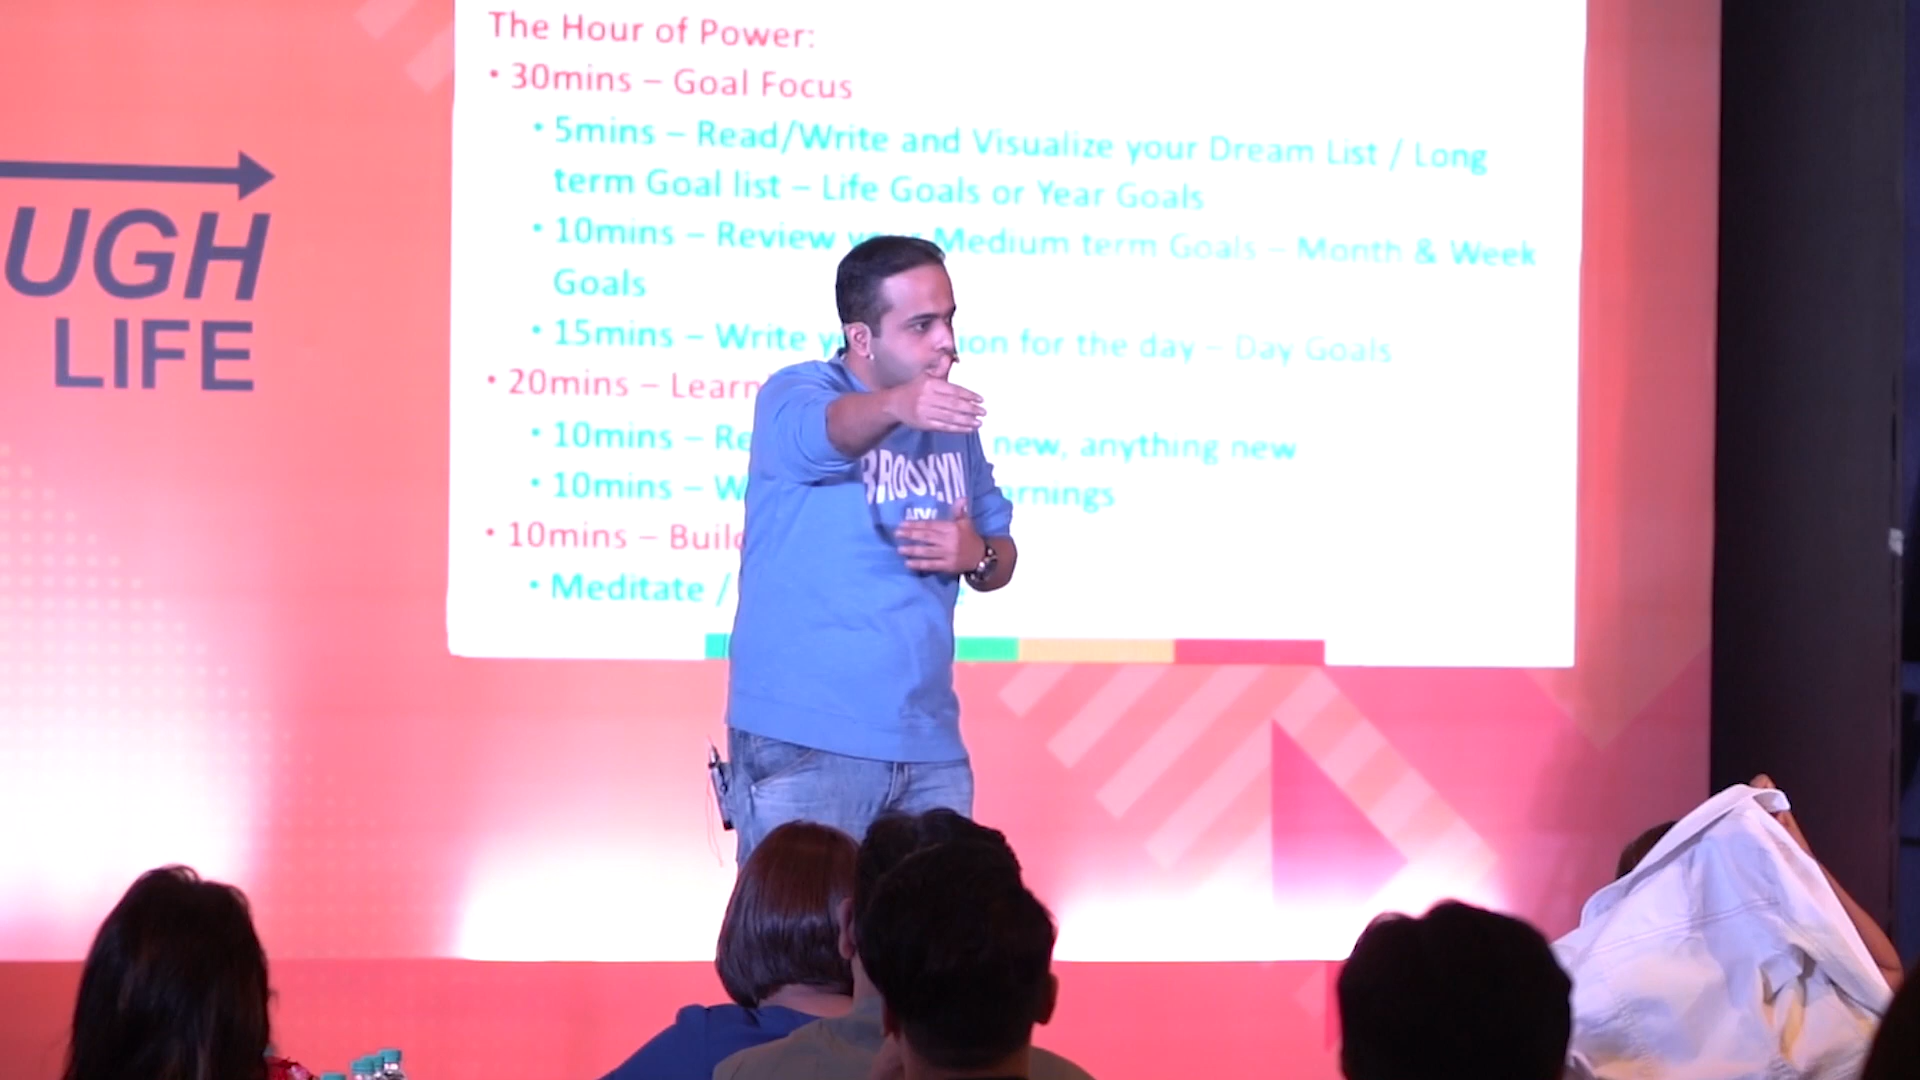 The Hour of Power:
• 30mins – Goal Focus
• 5mins – Read/Write and Visualize your Dream List / Long
term Goal list – Life Goals or Year Goals
• 10mins – Review Medium term Goals – Month & Week
Goals
• 15mins – Write for the day – Day Goals
• 20mins –
• 10mins – new, anything new
• 10mins –
• 10mins –
• Meditate /
UGH
LIFE
BROOKLYN